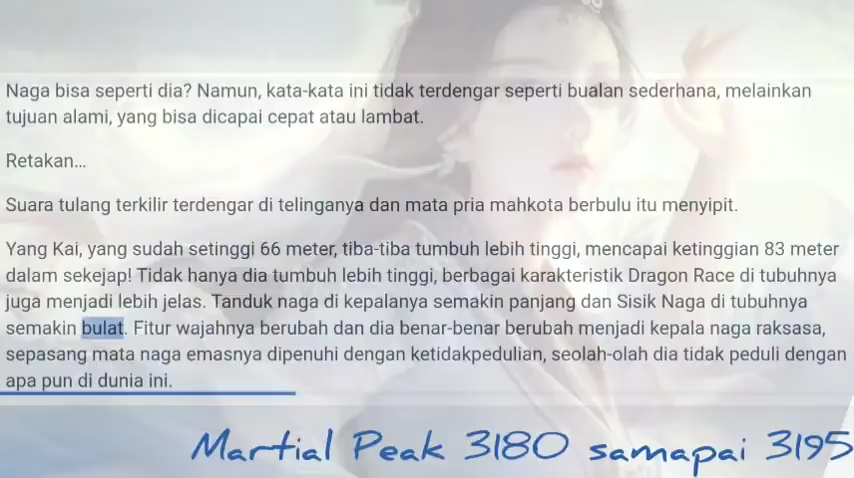 Naga bisa seperti dia? Namun, kata-kata ini tidak terdengar seperti bualan sederhana, melainkan
tujuan alami, yang bisa dicapai cepat atau lambat.
Retakan...
Suara tulang terkilir terdengar di telinganya dan mata pria mahkota berbulu itu menyipit.
Yang Kai, yang sudah setinggi 66 meter, tiba-tiba tumbuh lebih tinggi, mencapai ketinggian 83 meter
dalam sekejap! Tidak hanya dia tumbuh lebih tinggi, berbagai karakteristik Dragon Race di tubuhnya
juga menjadi lebih jelas. Tanduk naga di kepalanya semakin panjang dan Sisik Naga di tubuhnya
semakin bulat. Fitur wajahnya berubah dan dia benar-benar berubah menjadi kepala naga raksasa,
sepasang mata naga emasnya dipenuhi dengan ketidakpedulian, seolah-olah dia tidak peduli dengan
apa pun di dunia ini.
Martial Peak 3180 samapai 3195